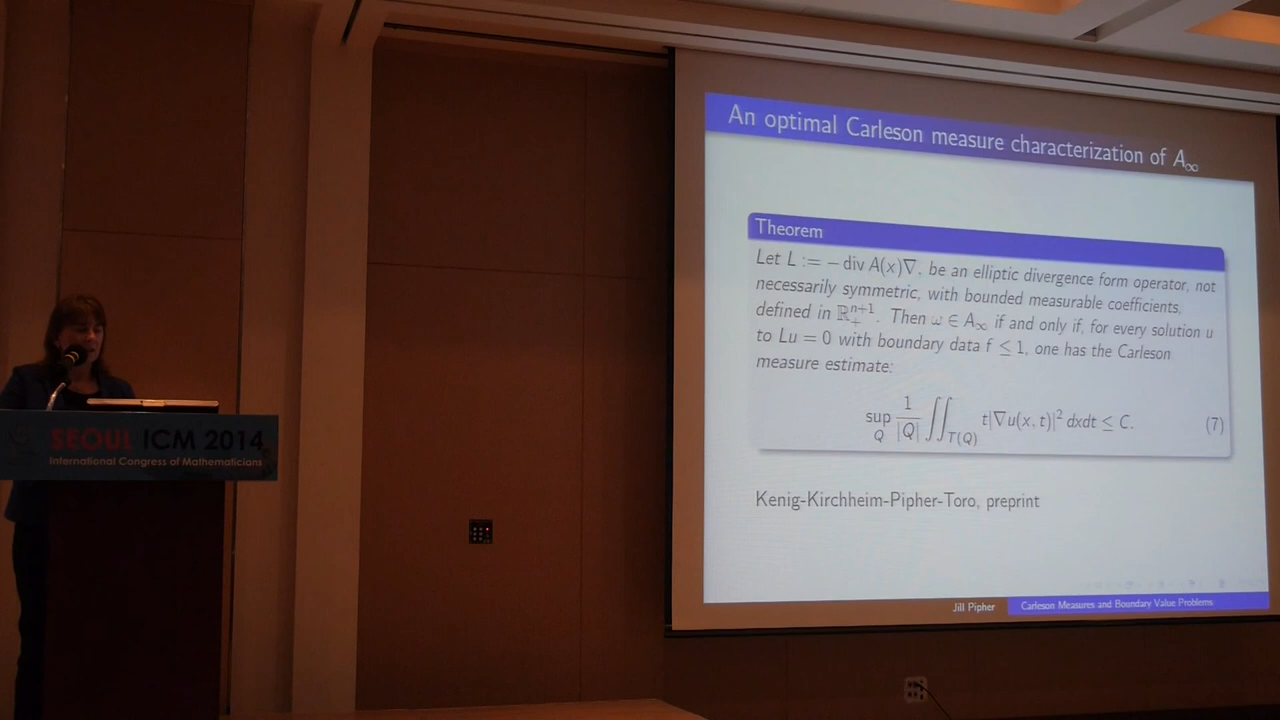 An optimal Carleson measure characterization of A∞
Theorem
Let L := − div A(x)∇. be an elliptic divergence form operator, not
necessarily symmetric, with bounded measurable coefficients,
defined in ℝ₊ⁿ⁺¹. Then ω ∈ A∞ if and only if, for every solution u
to Lu = 0 with boundary data f ≤ 1, one has the Carleson
measure estimate:
sup_Q 1/|Q| ∬_T(Q) t|∇u(x, t)|² dxdt ≤ C. (7)
Kenig-Kirchheim-Pipher-Toro, preprint
Jill Pipher Carleson Measures and Boundary Value Problems
SEOUL ICM 2014
International Congress of Mathematicians